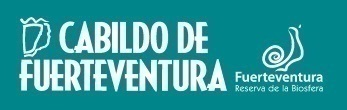 CABILDO DE
FUERTEVENTURA
Fuerteventura
Reserva de la Biosfera